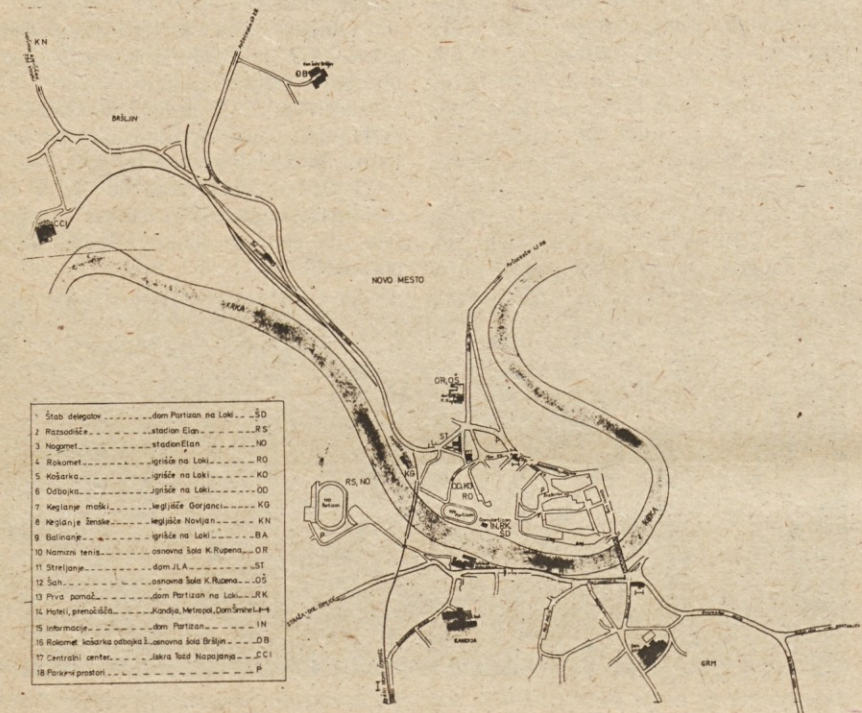 KN
BRŠLJIN
OB
CCI
NOVO MESTO
KRKA
OR, OŠ
ST
KG
OD, KO
RO
RS, NO
P
IN, RK
ŠD
KRKA
KANDIJA
GRM
1 Štab delegatov dom Partizan na Loki ŠD
2 Razsodišče stadion Elan RS
3 Nogomet stadion Elan NO
4 Rokomet igrišče na Loki RO
5 Košarka igrišče na Loki KO
6 Odbojka igrišče na Loki OD
7 Keglanje moški kegljišče Gorjanci KG
8 Keglanje ženske kegljišče Novljan KN
9 Balinanje igrišče na Loki BA
10 Namizni tenis osnovna šola K.Rupena OR
11 Streljanje dom JLA ST
12 Šah osnovna šola K.Rupena OŠ
13 Prva pomoč dom Partizan na Loki RK
14 Hoteli, prenočišča Kandija, Metropol, Dom Šmihel H
15 Informacije dom Partizan IN
16 Rokomet košarka odbojka ž. osnovna šola Bršljin OB
17 Centralni center Iskra Tozd Napajanja CCI
18 Parkirni prostori P